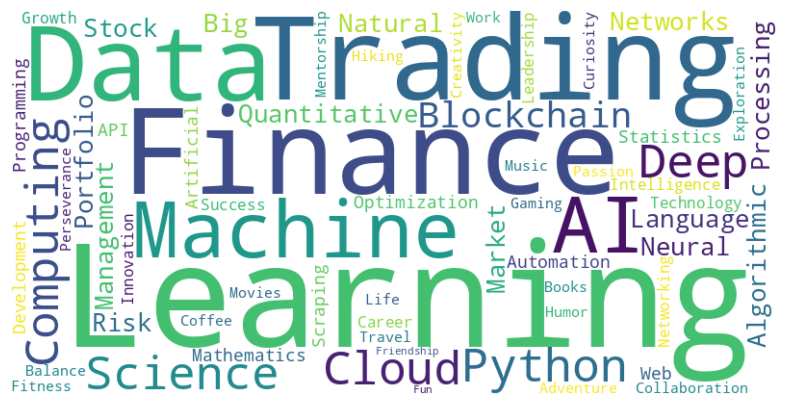 Growth
Stock
Big
Mentorship
Natural
Hiking
Creativity
Work
Leadership
Curiosity
Networks
Data
Trading
Exploration
Processing
Programming
Portfolio
API
Artificial
Quantitative
Blockchain
Statistics
Finance
Computing
Perseverance
Management
Innovation
Success
Optimization
Music
Passion
Deep
Intelligence
Gaming
Technology
Machine
AI
Language
Neural
Market
Automation
Algorithmic
Development
Learning
Scraping
Movies
Life
Books
Humor
Networking
Risk
Coffee
Career
Travel
Friendship
Mathematics
Balance
Fitness
Science
Cloud
Fun
Python
Adventure
Web
Collaboration